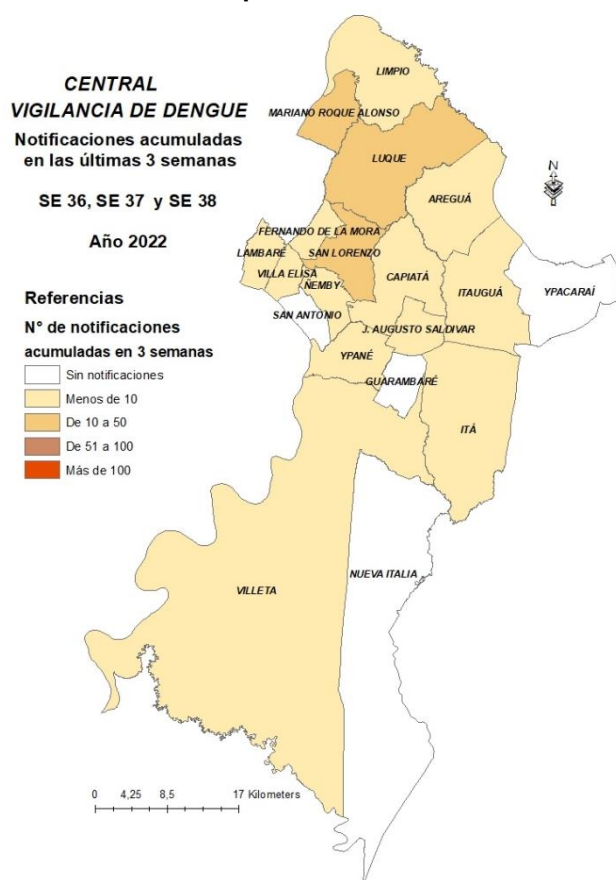 CENTRAL
VIGILANCIA DE DENGUE
Notificaciones acumuladas
en las últimas 3 semanas
SE 36, SE 37 y SE 38
Año 2022
Referencias
N° de notificaciones
acumuladas en 3 semanas
Sin notificaciones
Menos de 10
De 10 a 50
De 51 a 100
Más de 100
LIMPIO
MARIANO ROQUE ALONSO
LUQUE
N
AREGUÁ
FERNANDO DE LA MORA
LAMBARÉ
SAN LORENZO
VILLA ELISA
CAPIATÁ
ITAUGUÁ
YPACARAÍ
ÑEMBY
SAN ANTONIO
J. AUGUSTO SALDIVAR
YPANÉ
GUARAMBARÉ
ITÁ
NUEVA ITALIA
VILLETA
0 4,25 8,5 17 Kilometers